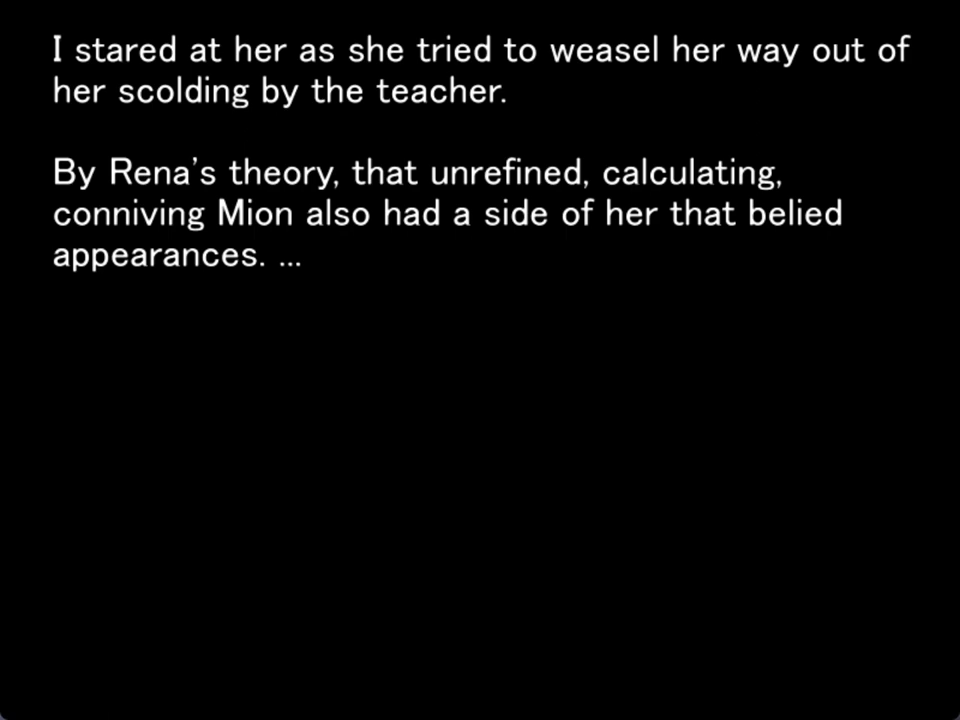 I stared at her as she tried to weasel her way out of
her scolding by the teacher.
By Rena's theory, that unrefined, calculating,
conniving Mion also had a side of her that belied
appearances. ...